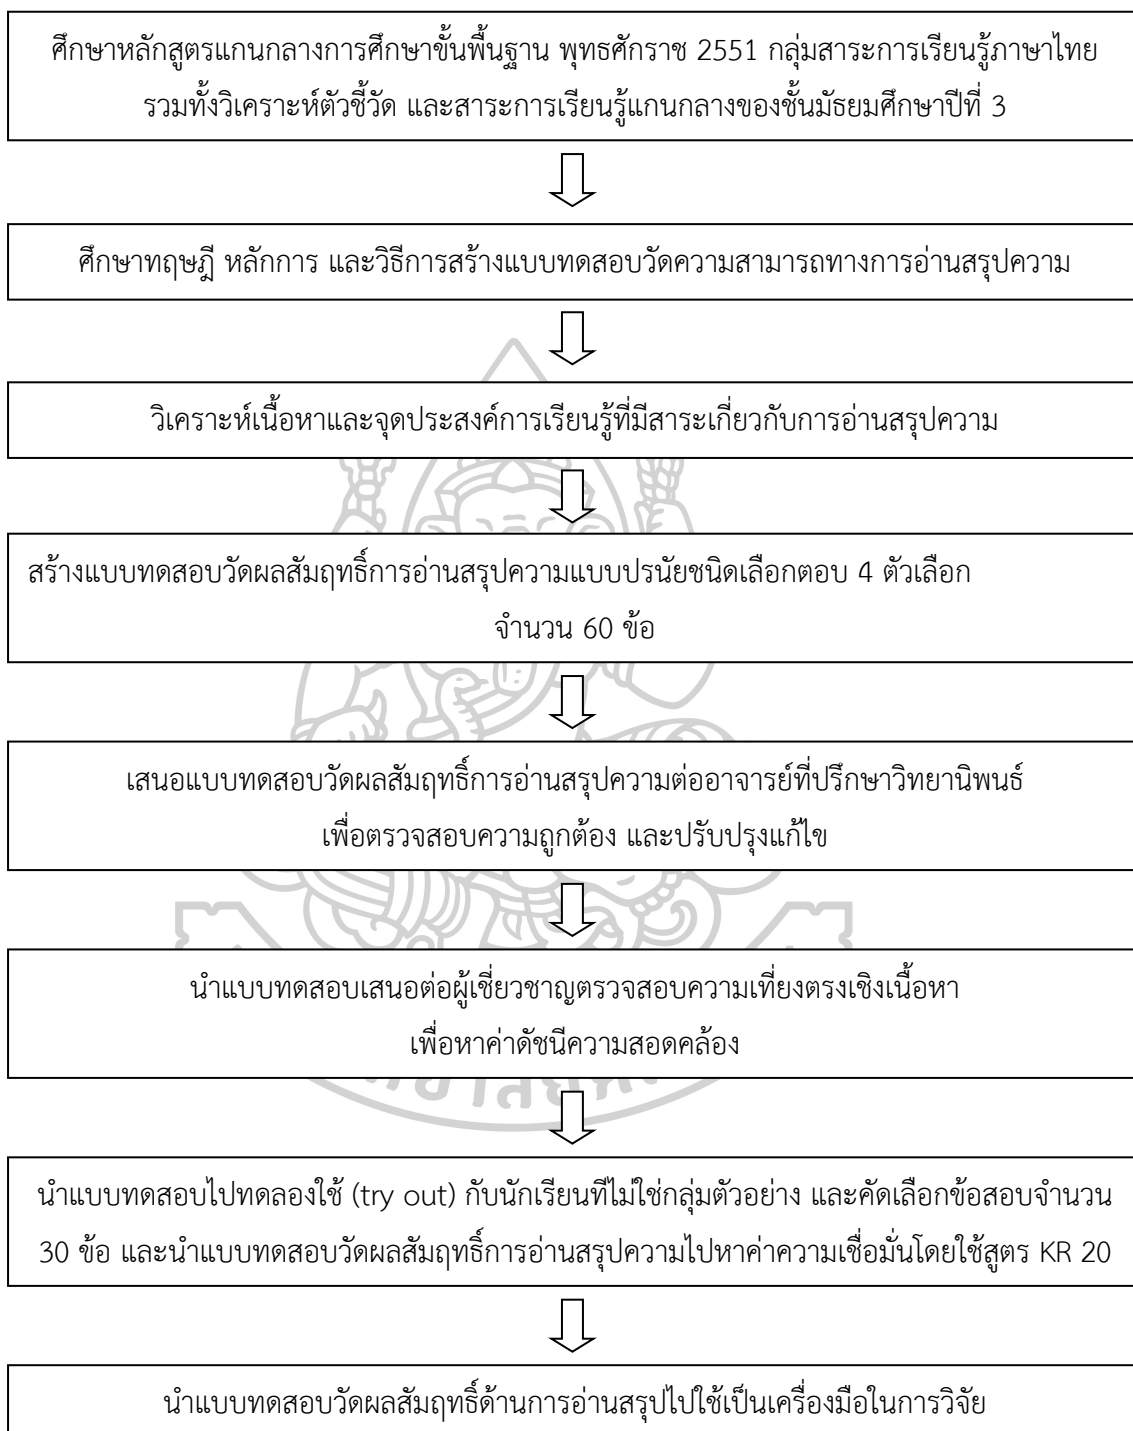 ศึกษาหลักสูตรแกนกลางการศึกษาขั้นพื้นฐาน พุทธศักราช 2551 กลุ่มสาระการเรียนรู้ภาษาไทย
รวมทั้งวิเคราะห์ตัวชี้วัด และสาระการเรียนรู้แกนกลางของชั้นมัธยมศึกษาปีที่ 3
ศึกษาทฤษฎี หลักการ และวิธีการสร้างแบบทดสอบวัดความสามารถทางการอ่านสรุปความ
วิเคราะห์เนื้อหาและจุดประสงค์การเรียนรู้ที่มีสาระเกี่ยวกับการอ่านสรุปความ
สร้างแบบทดสอบวัดผลสัมฤทธิ์การอ่านสรุปความแบบปรนัยชนิดเลือกตอบ 4 ตัวเลือก
จำนวน 60 ข้อ
เสนอแบบทดสอบวัดผลสัมฤทธิ์การอ่านสรุปความต่ออาจารย์ที่ปรึกษาวิทยานิพนธ์
เพื่อตรวจสอบความถูกต้อง และปรับปรุงแก้ไข
นำแบบทดสอบเสนอต่อผู้เชี่ยวชาญตรวจสอบความเที่ยงตรงเชิงเนื้อหา
เพื่อหาค่าดัชนีความสอดคล้อง
นำแบบทดสอบไปทดลองใช้ (try out) กับนักเรียนที่ไม่ใช่กลุ่มตัวอย่าง และคัดเลือกข้อสอบจำนวน
30 ข้อ และนำแบบทดสอบวัดผลสัมฤทธิ์การอ่านสรุปความไปหาค่าความเชื่อมั่นโดยใช้สูตร KR 20
นำแบบทดสอบวัดผลสัมฤทธิ์ด้านการอ่านสรุปไปใช้เป็นเครื่องมือในการวิจัย